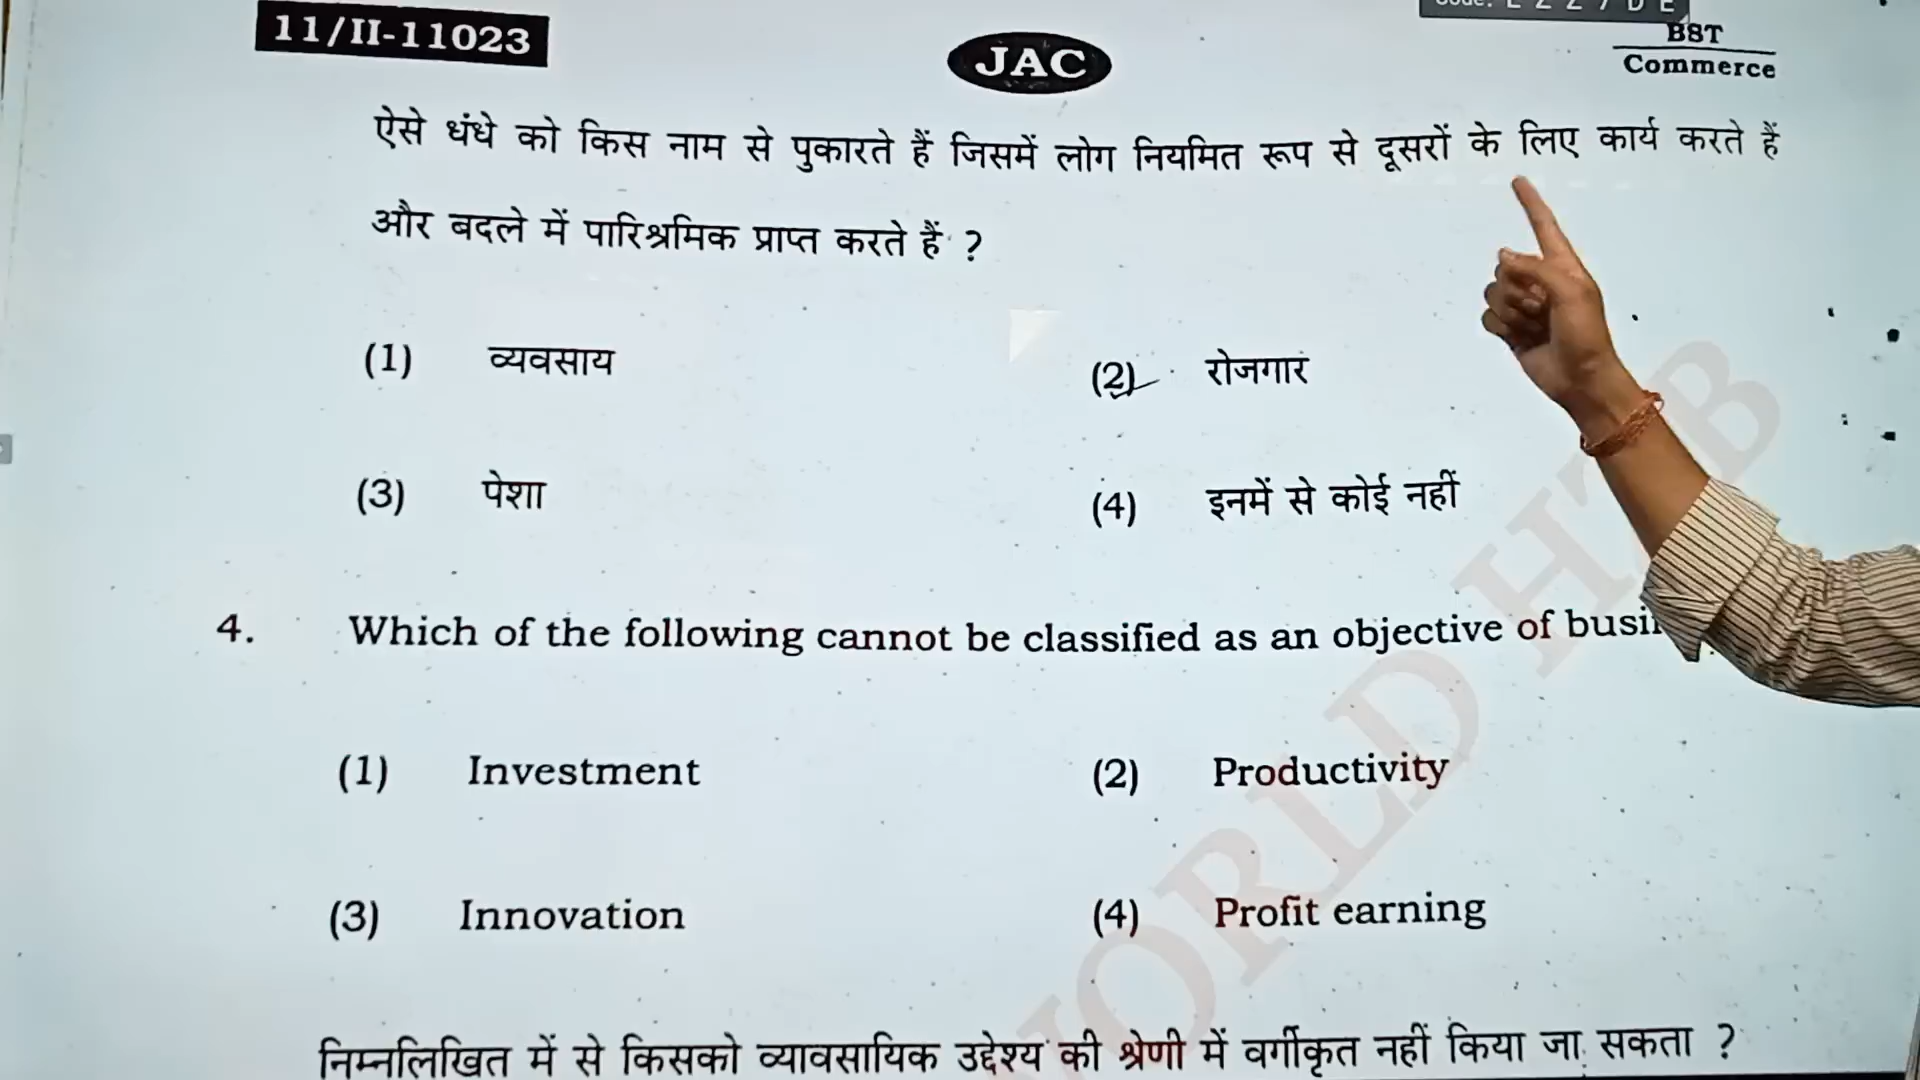 11/II-11023
JAC
BST
Commerce
ऐसे धंधे को किस नाम से पुकारते हैं जिसमें लोग नियमित रूप से दूसरों के लिए कार्य करते हैं
और बदले में पारिश्रमिक प्राप्त करते हैं ?
(1) व्यवसाय (2) रोजगार
(3) पेशा (4) इनमें से कोई नहीं
4. Which of the following cannot be classified as an objective of
(1) Investment (2) Productivity
(3) Innovation (4) Profit earning
निम्नलिखित में से किसको व्यावसायिक उद्देश्य की श्रेणी में वर्गीकृत नहीं किया जा सकता ?
WORLD